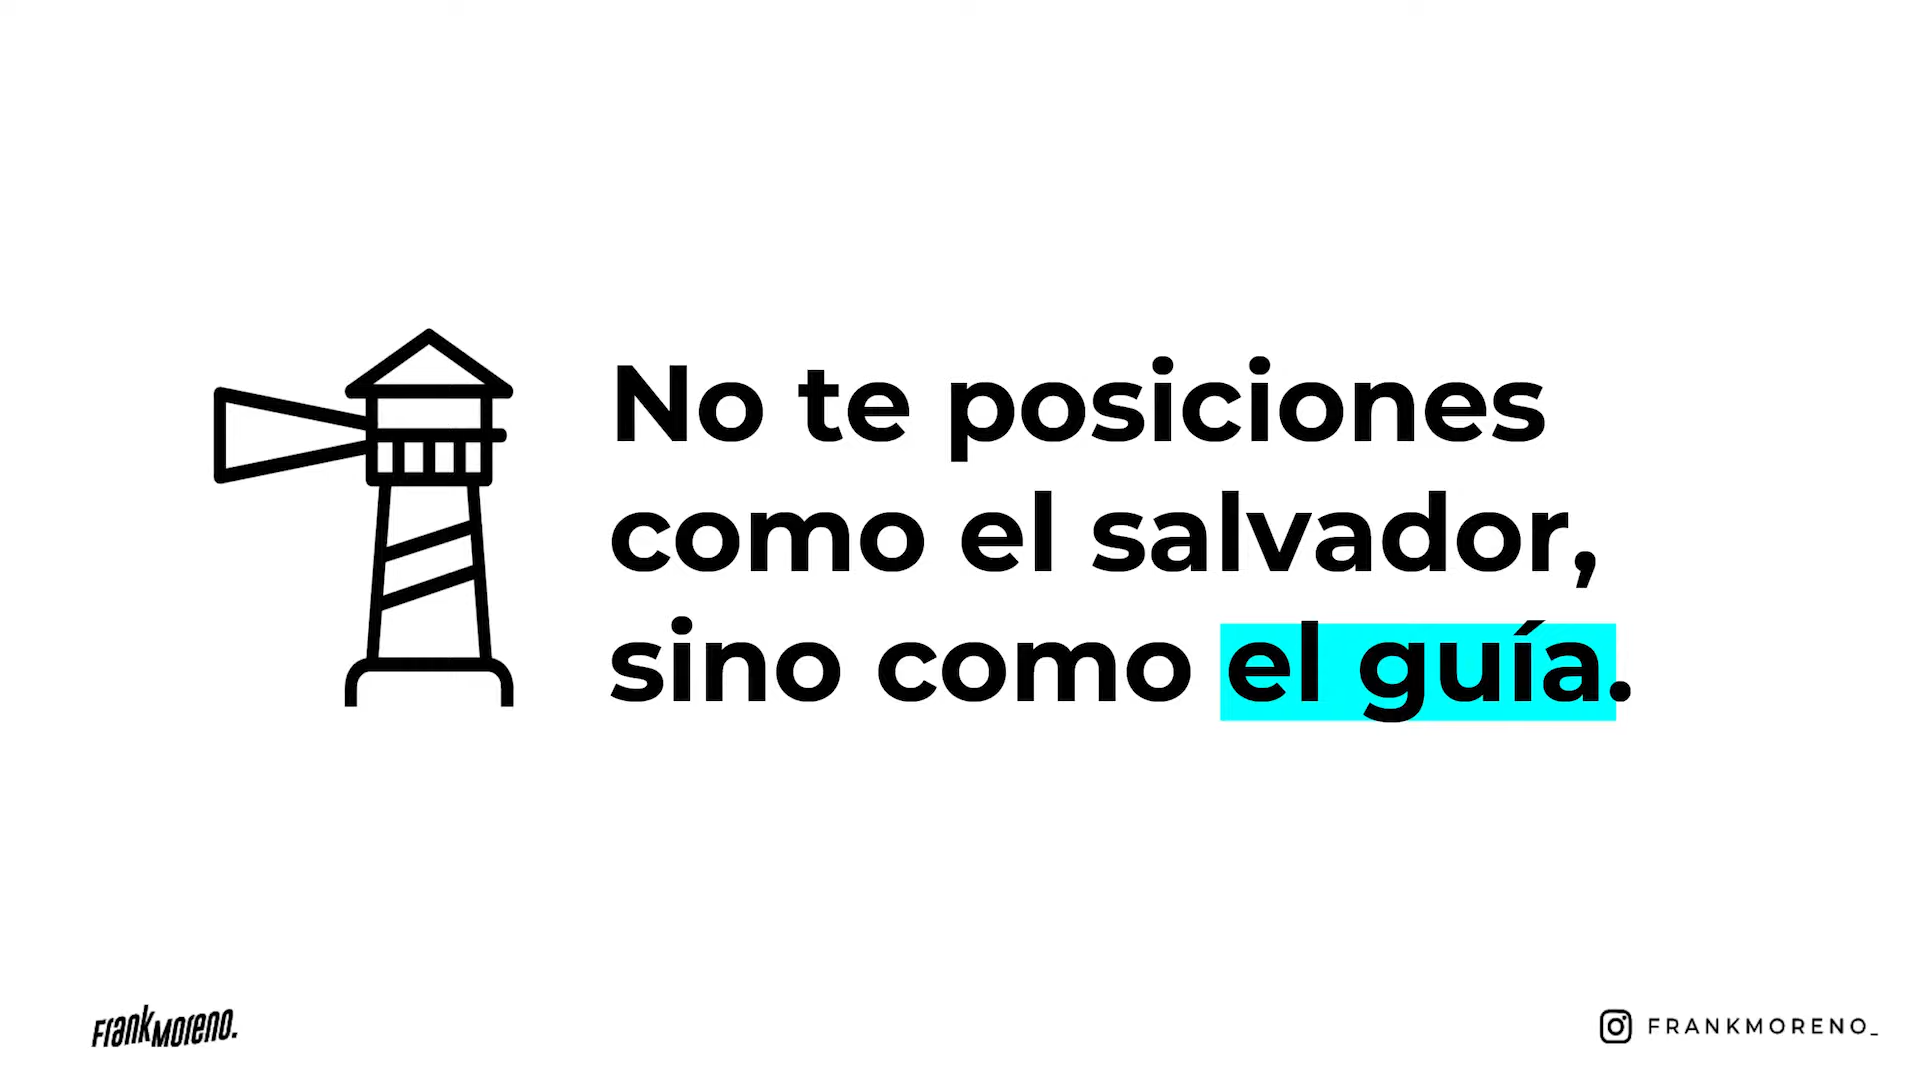 No te posiciones
como el salvador,
sino como el guía.
FrankMoreno.
FRANKMORENO_